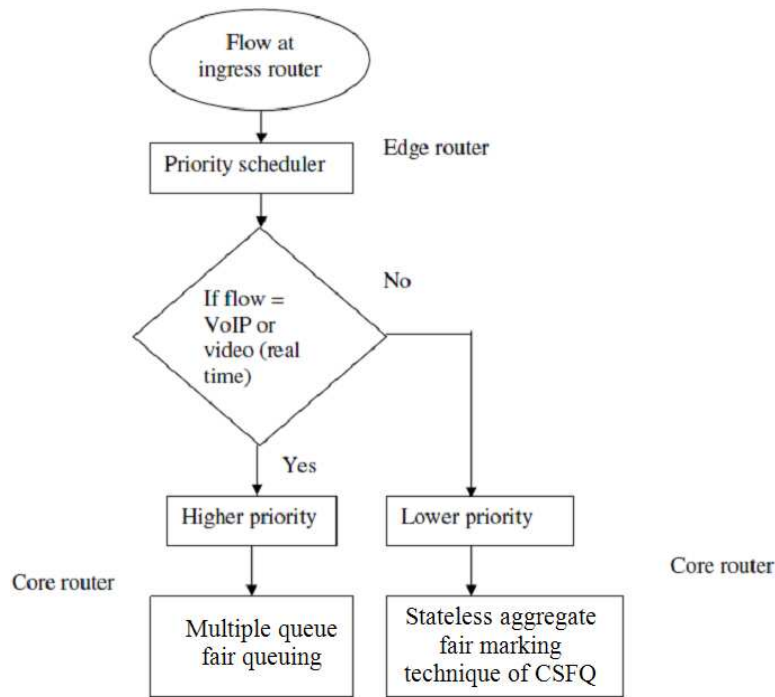 Flow at
ingress router
Priority scheduler
Edge router
If flow =
VoIP or
video (real
time)
No
Yes
Higher priority
Lower priority
Core router
Core router
Multiple queue
fair queuing
Stateless aggregate
fair marking
technique of CSFQ